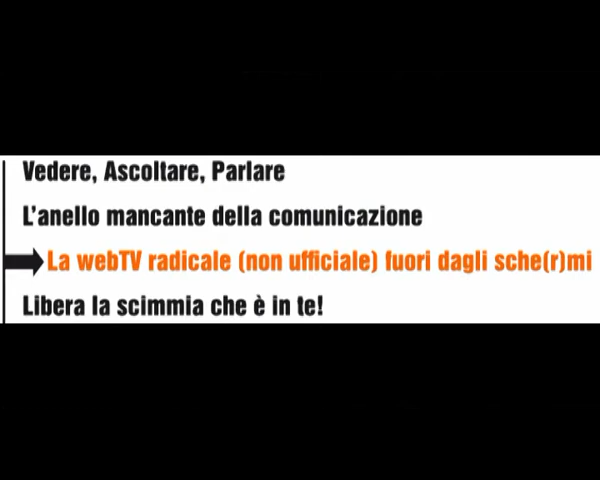 Vedere, Ascoltare, Parlare
L'anello mancante della comunicazione
La webTV radicale (non ufficiale) fuori dagli sche(r)mi
Libera la scimmia che è in te!